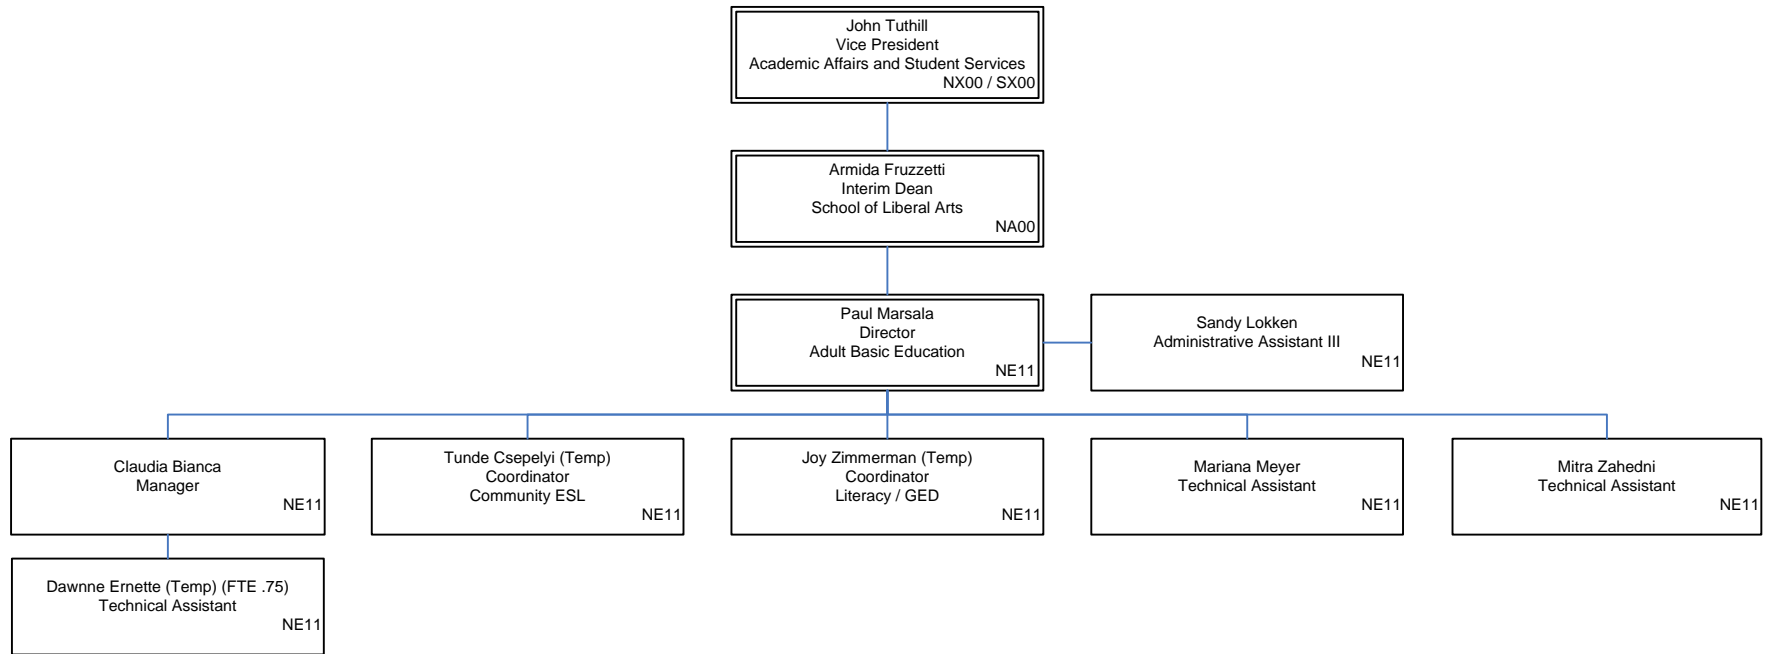 John Tuthill
Vice President
Academic Affairs and Student Services
NX00 / SX00
Armida Fruzzetti
Interim Dean
School of Liberal Arts
NA00
Paul Marsala
Director
Adult Basic Education
NE11
Sandy Lokken
Administrative Assistant III
NE11
Claudia Bianca
Manager
NE11
Tunde Csepelyi (Temp)
Coordinator
Community ESL
NE11
Joy Zimmerman (Temp)
Coordinator
Literacy / GED
NE11
Mariana Meyer
Technical Assistant
NE11
Mitra Zahedni
Technical Assistant
NE11
Dawnne Ernette (Temp) (FTE .75)
Technical Assistant
NE11